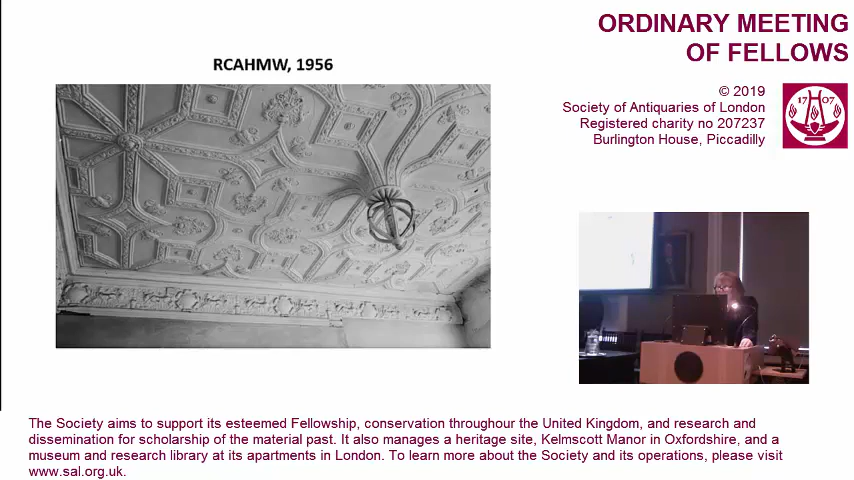 ORDINARY MEETING
OF FELLOWS
RCAHMW, 1956
© 2019
Society of Antiquaries of London
Registered charity no 207237
Burlington House, Piccadilly
17 07
The Society aims to support its esteemed Fellowship, conservation throughour the United Kingdom, and research and
dissemination for scholarship of the material past. It also manages a heritage site, Kelmscott Manor in Oxfordshire, and a
museum and research library at its apartments in London. To learn more about the Society and its operations, please visit
www.sal.org.uk.